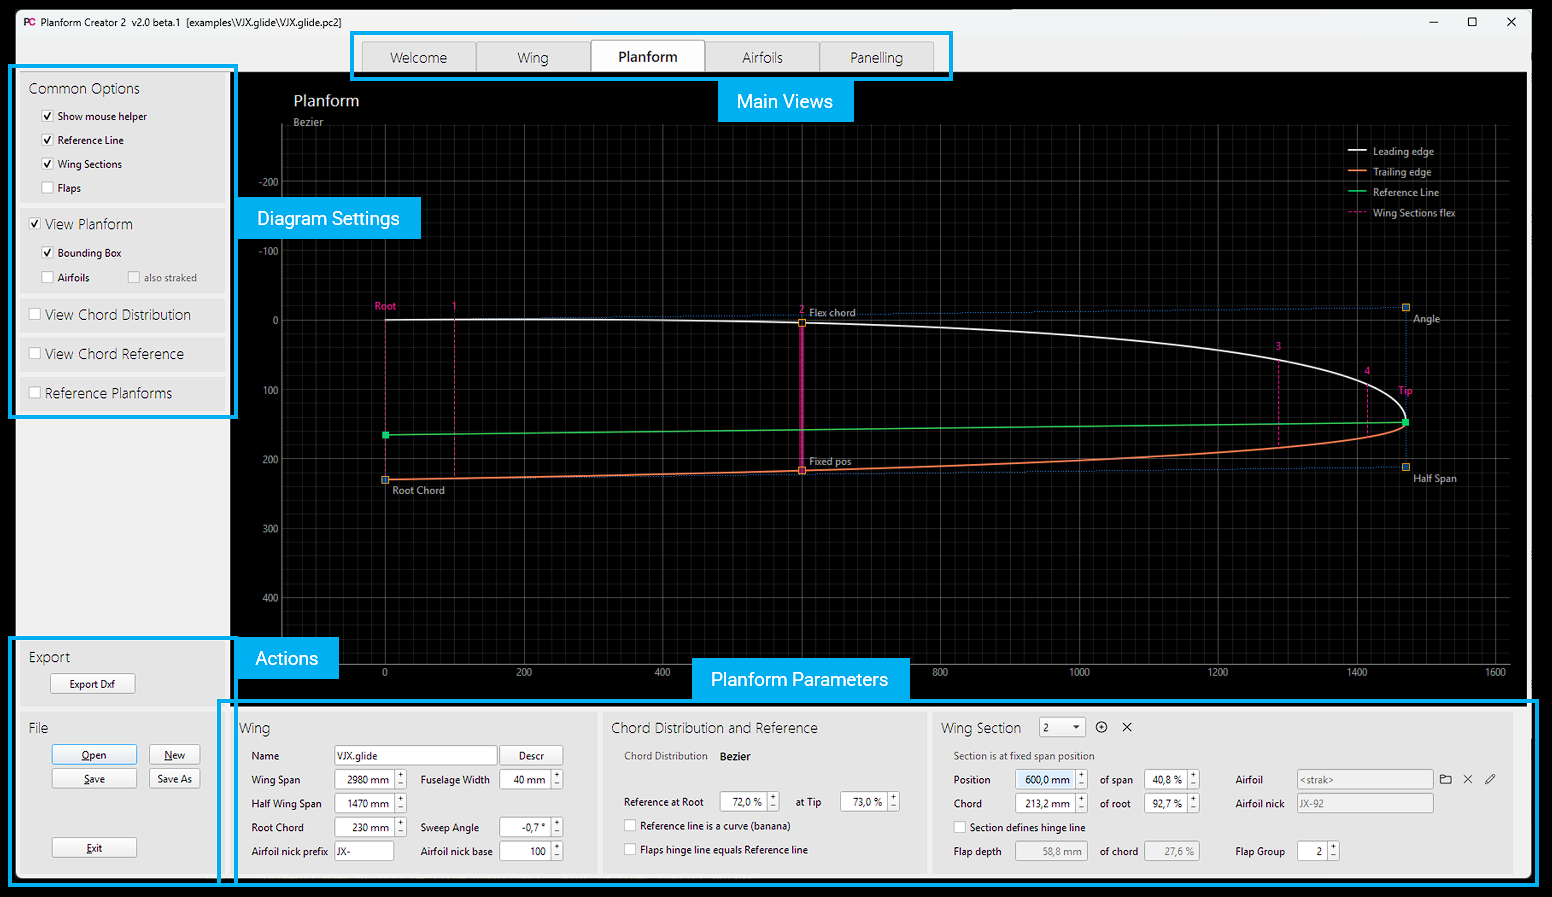 PC Planform Creator 2 v2.0 beta.1 [examples\VJX.glide\VJX.glide.pc2]
Welcome Wing Planform Airfoils Panelling
Main Views
Common Options
Show mouse helper
Reference Line
Wing Sections
Flaps
View Planform
Bounding Box
Airfoils also straked
View Chord Distribution
View Chord Reference
Reference Planforms
Diagram Settings
Planform
Bezier
Leading edge
Trailing edge
Reference Line
Wing Sections flex
-200
-100
0
100
200
300
400
Root 1 2 3 4 Tip
Flex chord
Angle
Fixed pos
Root Chord
Half Span
0 200 400 800 1000 1200 1400 1600
Actions
Planform Parameters
Export
Export Dxf
File
Open New
Save Save As
Exit
Wing
Name VJX.glide Descr
Wing Span 2980 mm Fuselage Width 40 mm
Half Wing Span 1470 mm
Root Chord 230 mm Sweep Angle -0,7 °
Airfoil nick prefix JX- Airfoil nick base 100
Chord Distribution and Reference
Chord Distribution Bezier
Reference at Root 72,0 % at Tip 73,0 %
Reference line is a curve (banana)
Flaps hinge line equals Reference line
Wing Section 2
Section is at fixed span position
Position 600,0 mm of span 40,8 % Airfoil <strak>
Chord 213,2 mm of root 92,7 % Airfoil nick JX-92
Section defines hinge line
Flap depth 58,8 mm of chord 27,6 % Flap Group 2